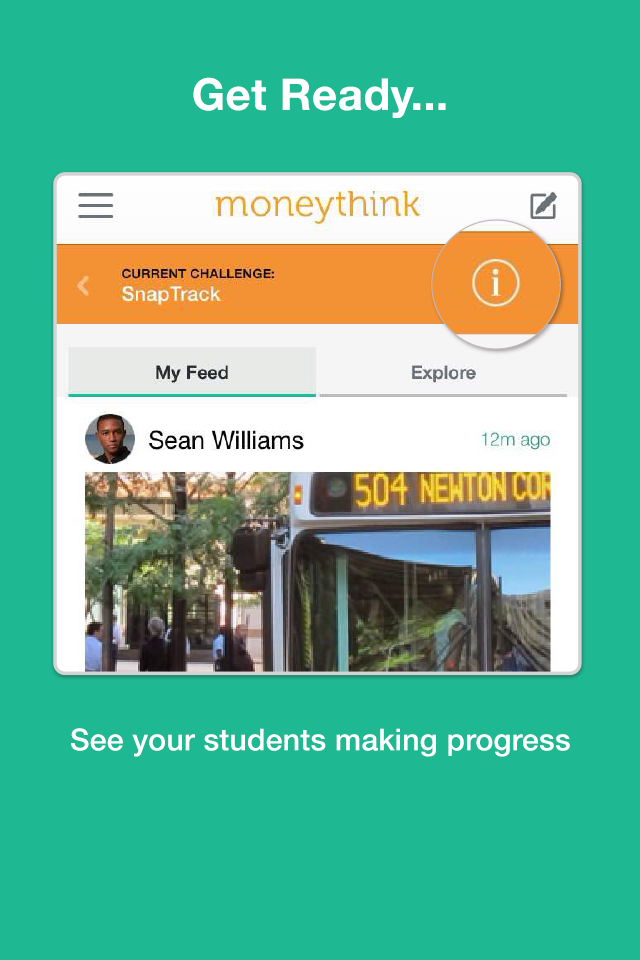 Get Ready...
moneythink
CURRENT CHALLENGE:
SnapTrack
i
My Feed
Explore
Sean Williams
12m ago
504 NEWTON COR
See your students making progress